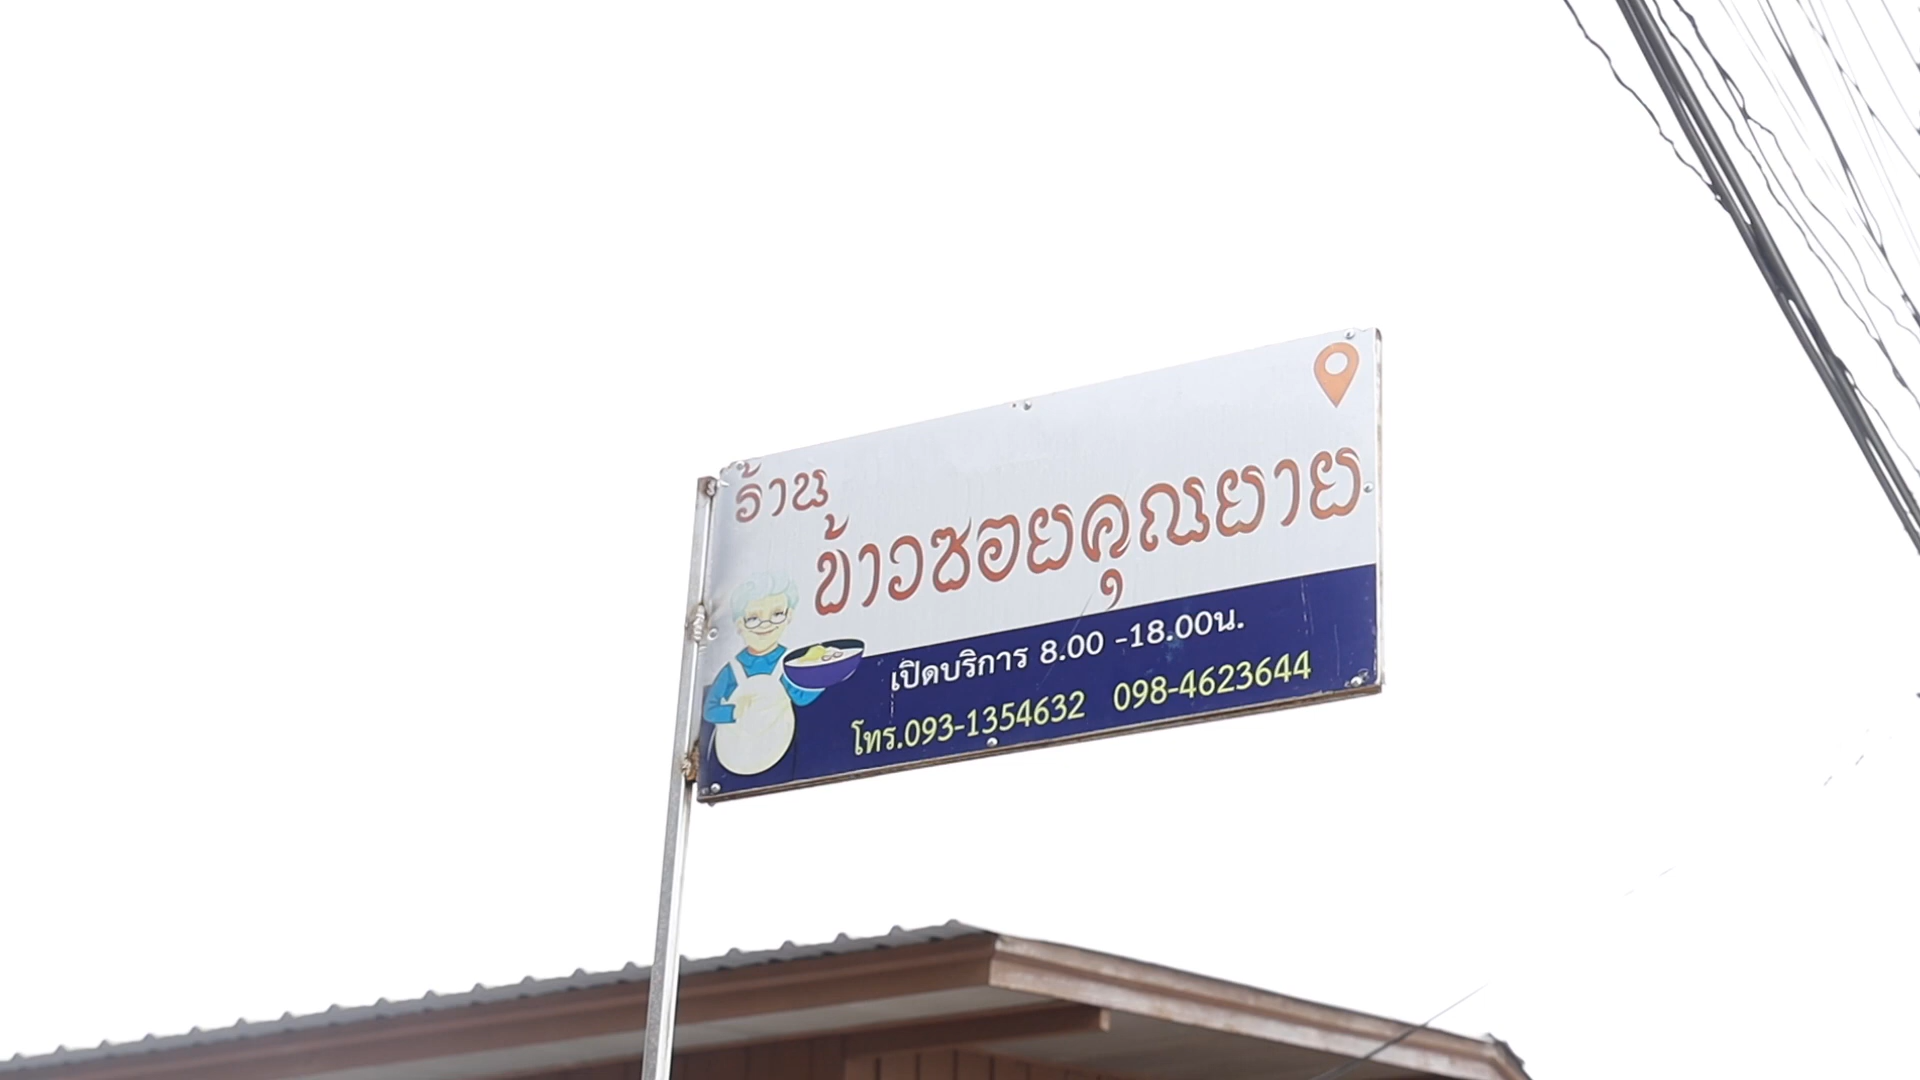 ร้าน
ข้าวซอยคุณยาย
เปิดบริการ 8.00 -18.00น.
โทร.093-1354632 098-4623644